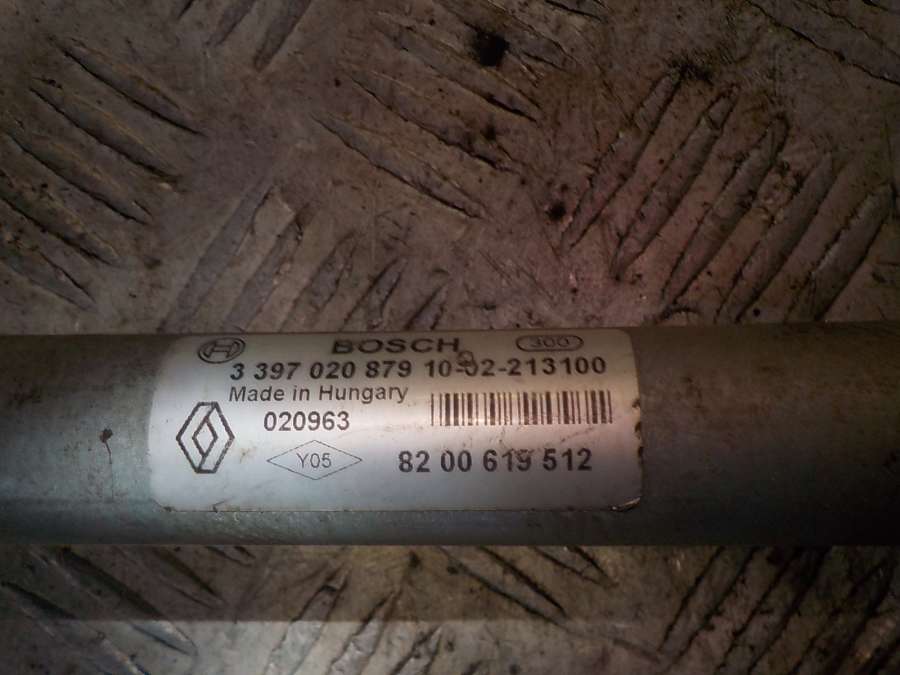 BOSCH 300
3 397 020 879 10-02-213100
Made in Hungary
020963
Y05 82 00 619 512